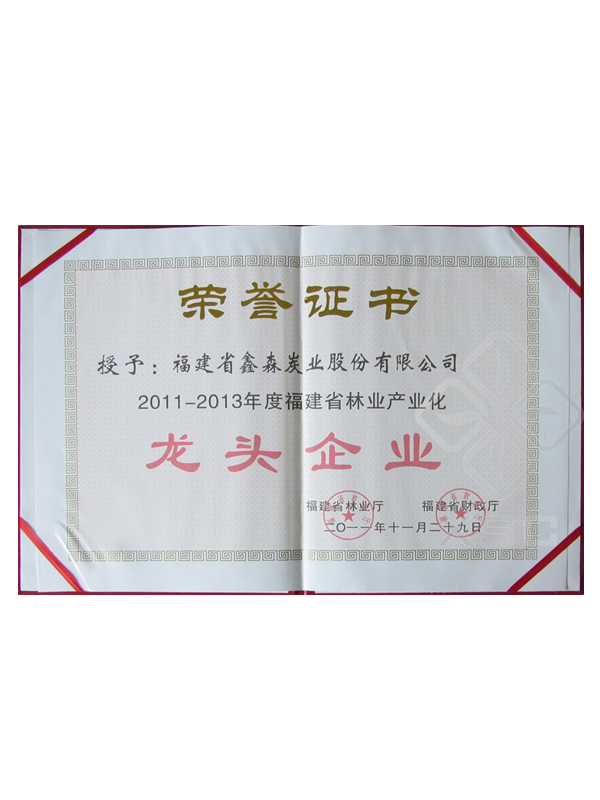 荣誉证书
授予：福建省鑫森炭业股份有限公司
2011-2013年度福建省林业产业化
龙头企业
福建省林业厅 福建省财政厅
二〇一一年十一月二十九日